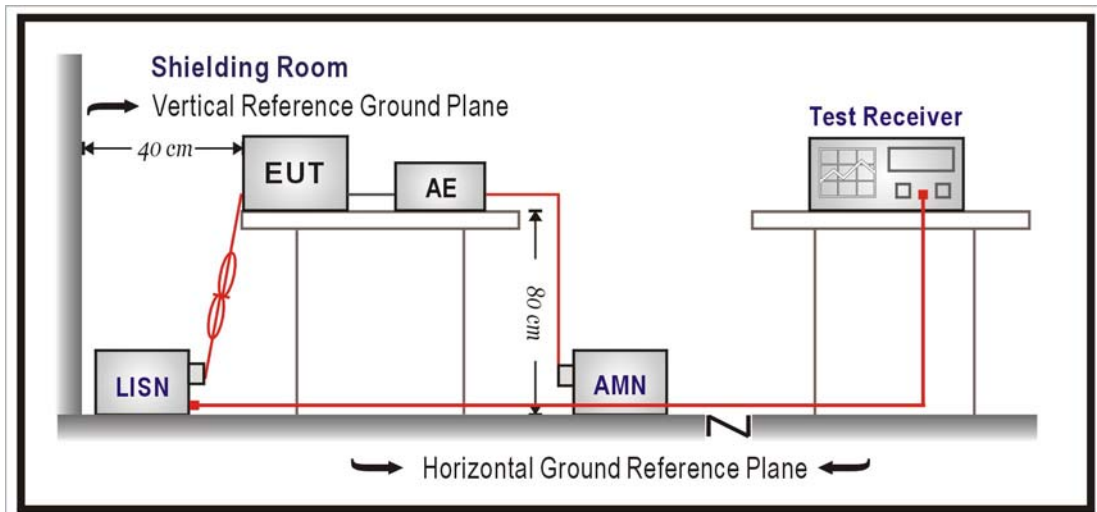 Shielding Room
Vertical Reference Ground Plane
40 cm
EUT
AE
Test Receiver
80 cm
LISN
AMN
Horizontal Ground Reference Plane